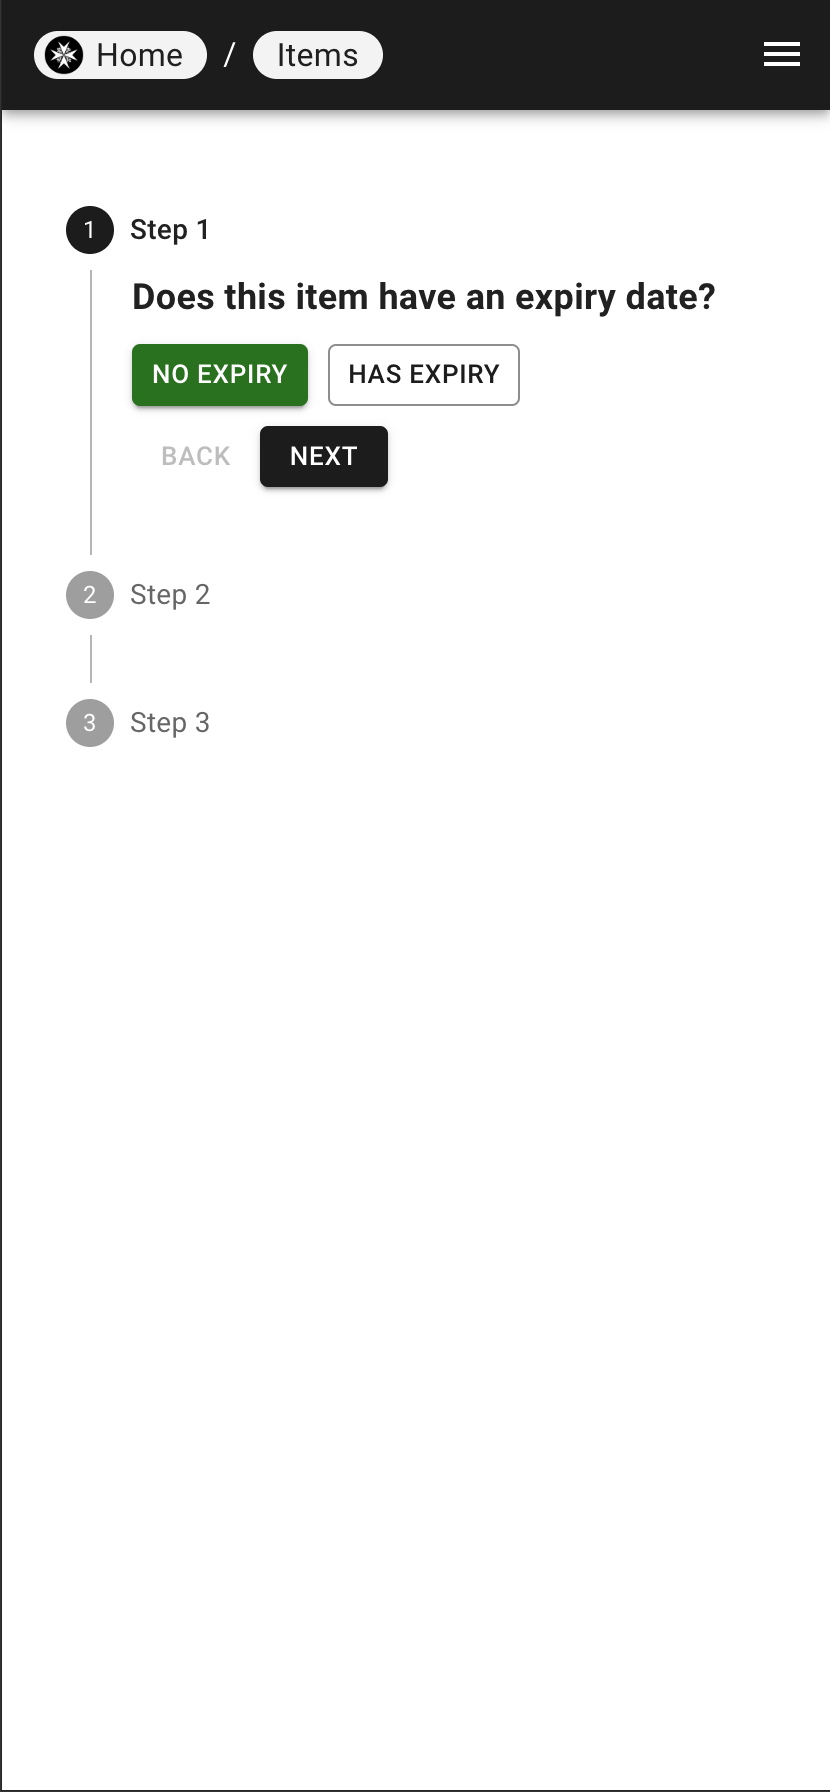 Home / Items
1 Step 1
Does this item have an expiry date?
NO EXPIRY HAS EXPIRY
BACK NEXT
2 Step 2
3 Step 3